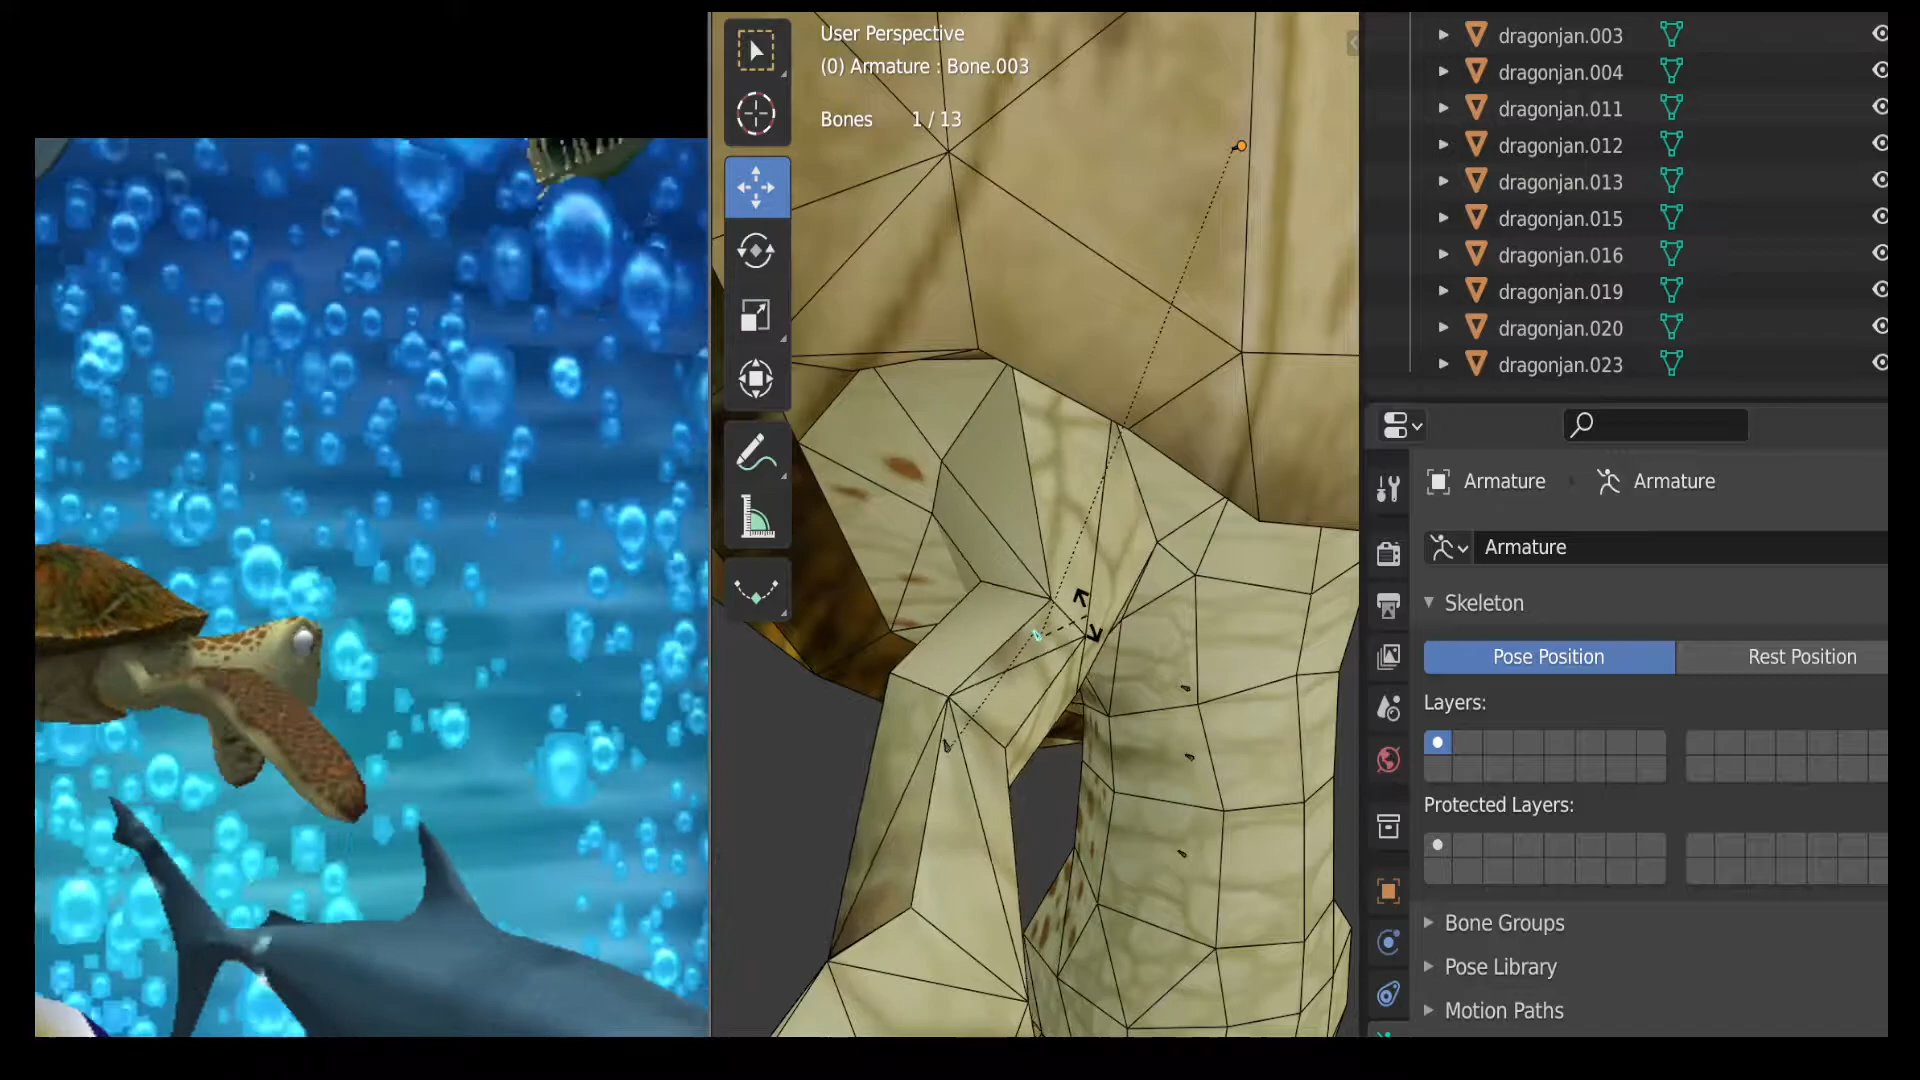 User Perspective
(0) Armature : Bone.003
Bones 1 / 13
dragonjan.003
dragonjan.004
dragonjan.011
dragonjan.012
dragonjan.013
dragonjan.015
dragonjan.016
dragonjan.019
dragonjan.020
dragonjan.023
Armature
Armature
Armature
Skeleton
Pose Position
Rest Position
Layers:
Protected Layers:
Bone Groups
Pose Library
Motion Paths